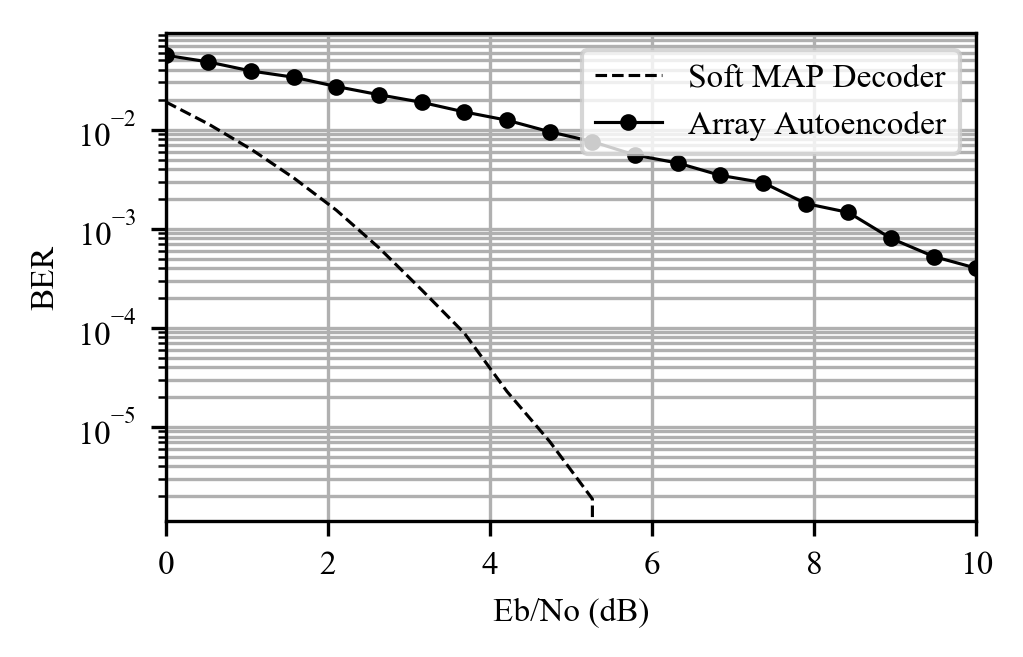 Soft MAP Decoder
Array Autoencoder
10⁻²
10⁻³
10⁻⁴
10⁻⁵
BER
0 2 4 6 8 10
Eb/No (dB)